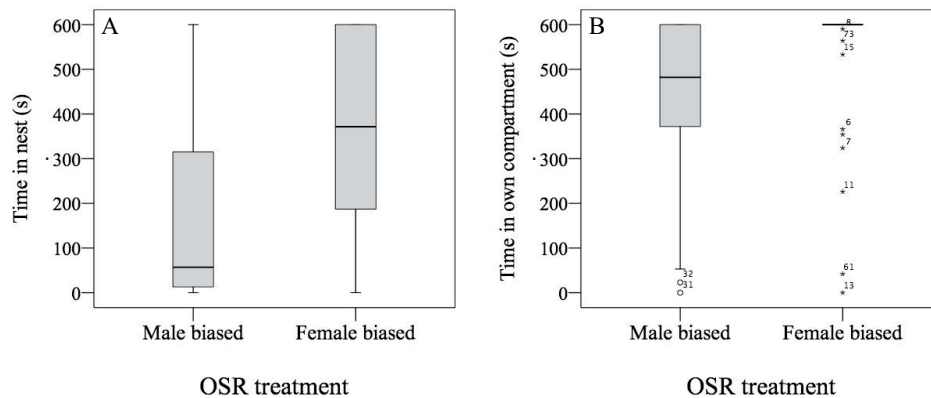 A
Time in nest (s)
600
500
400
300
200
100
0
Male biased
Female biased
OSR treatment
B
Time in own compartment (s)
600
500
400
300
200
100
0
8
73
15
6
7
11
61
13
32
31
Male biased
Female biased
OSR treatment